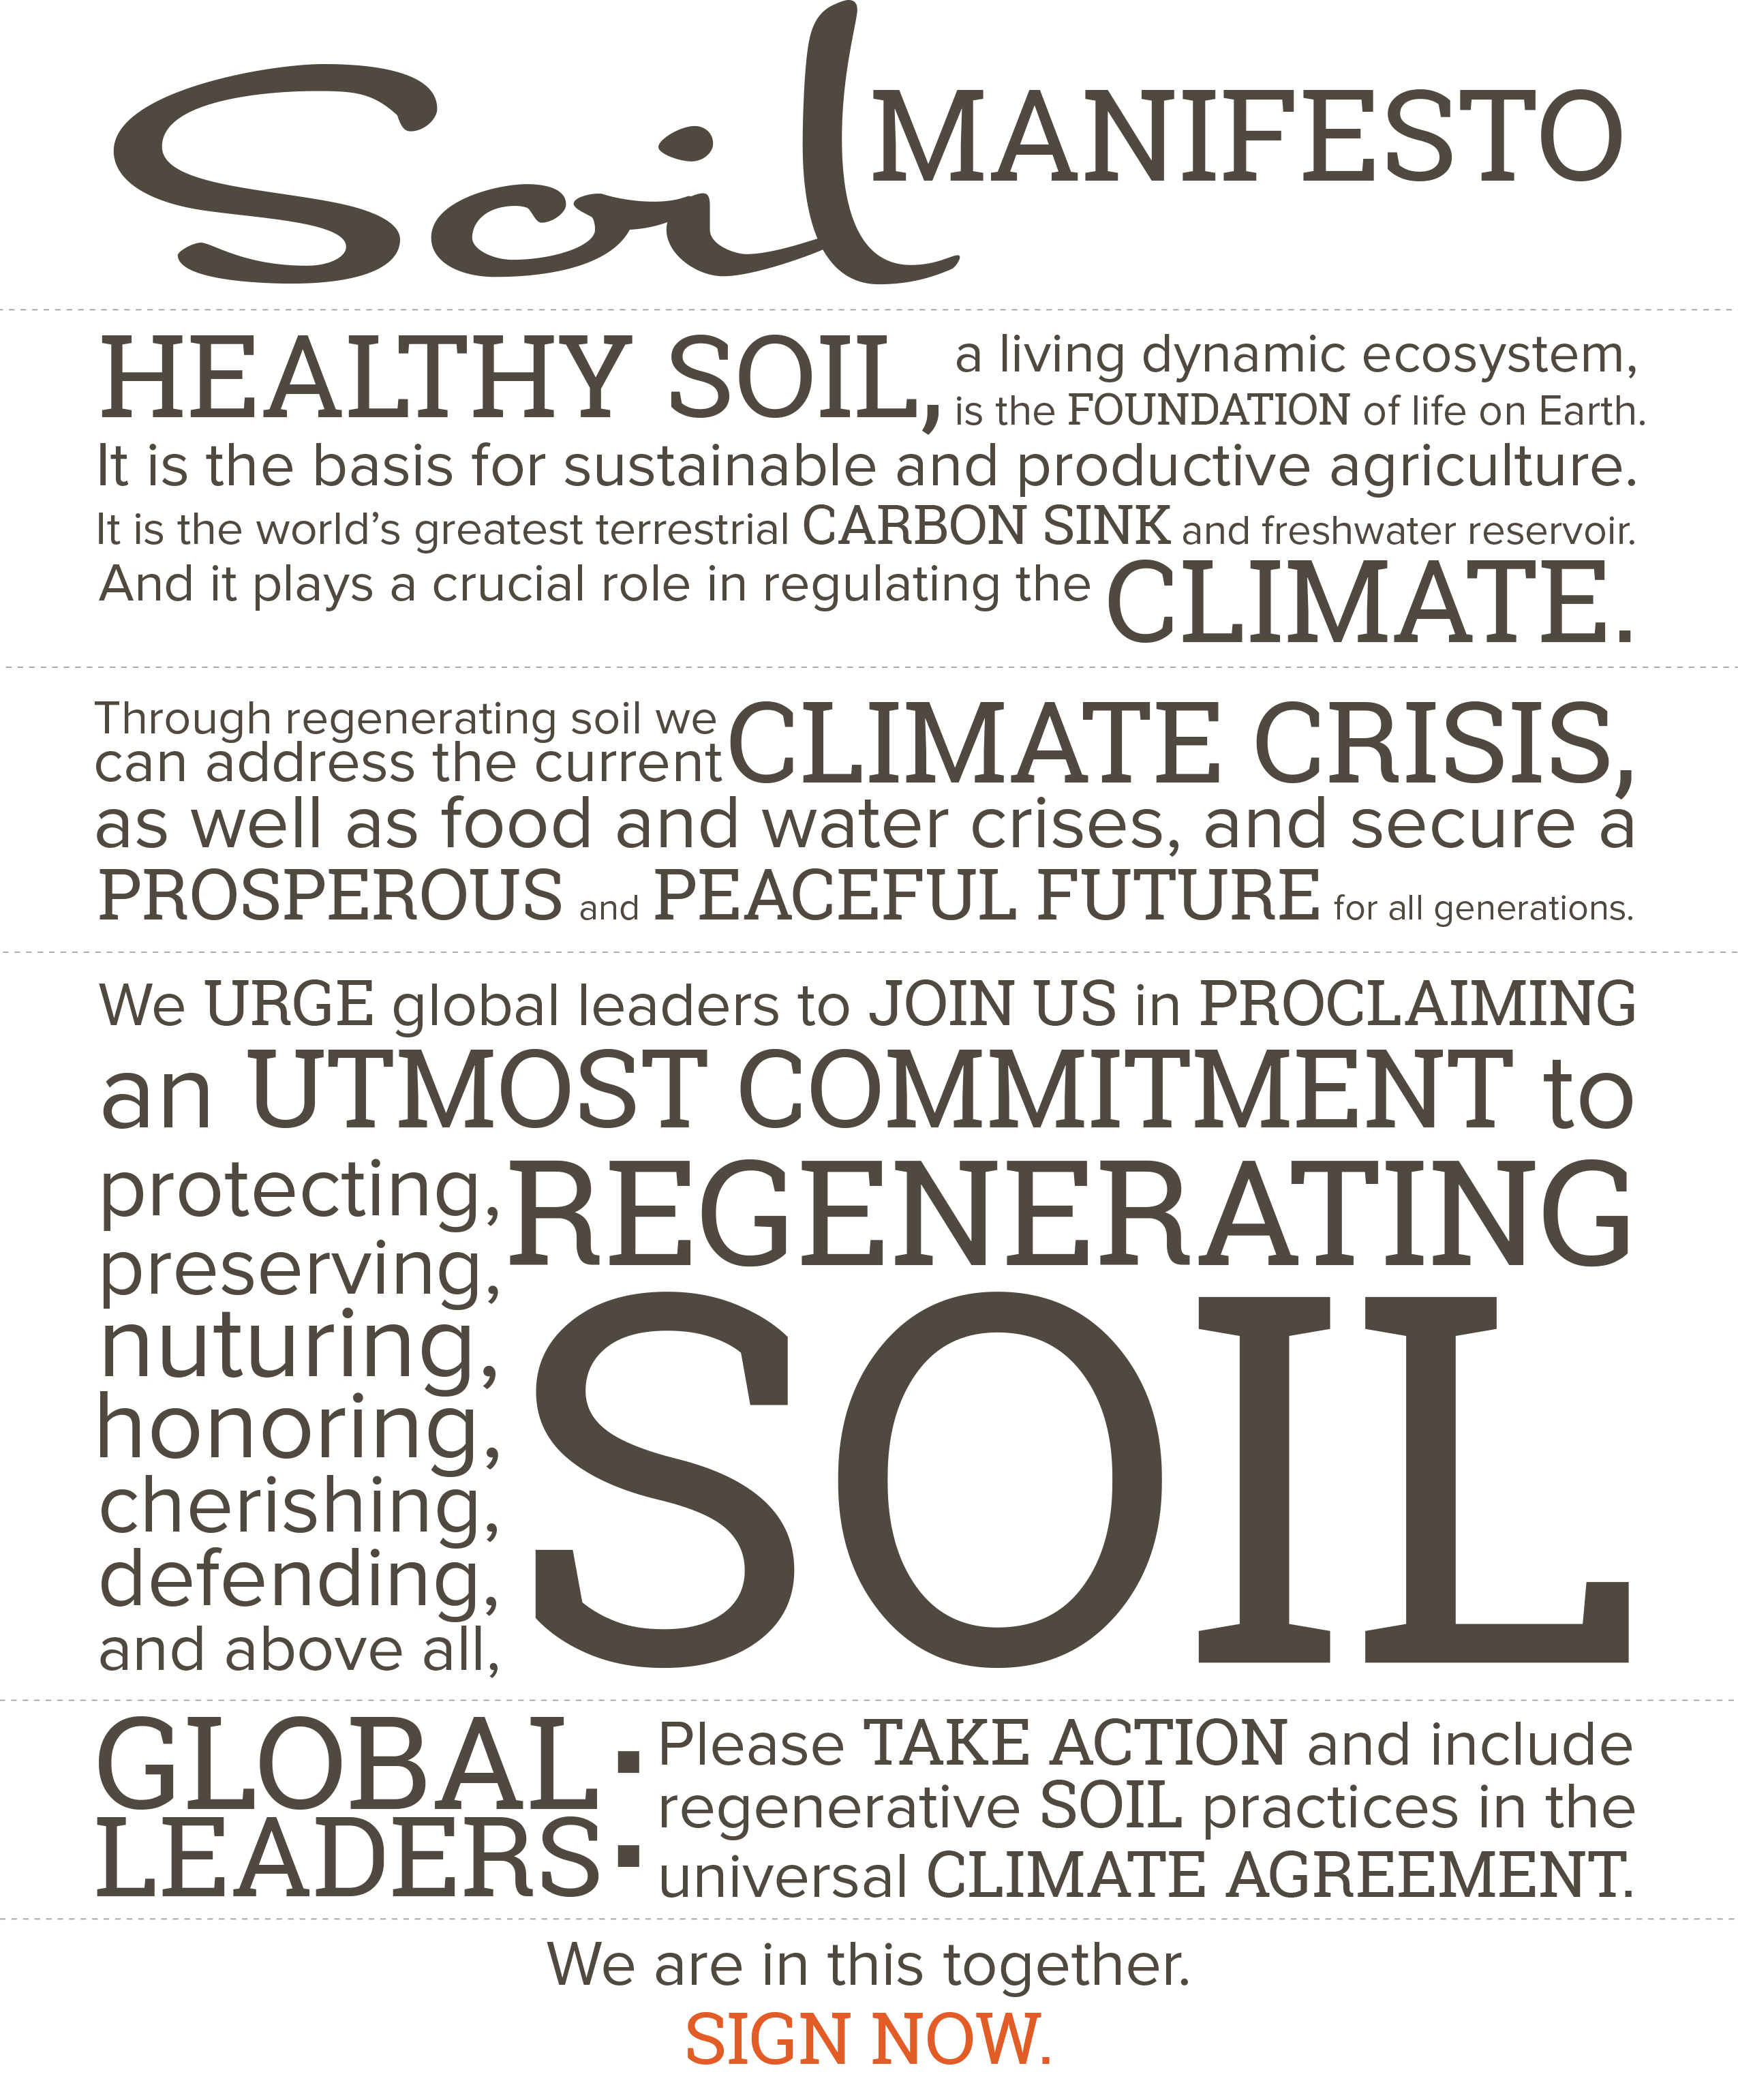 Soil MANIFESTO
HEALTHY SOIL, a living dynamic ecosystem,
is the FOUNDATION of life on Earth.
It is the basis for sustainable and productive agriculture.
It is the world's greatest terrestrial CARBON SINK and freshwater reservoir.
And it plays a crucial role in regulating the CLIMATE.
Through regenerating soil we
can address the current CLIMATE CRISIS,
as well as food and water crises, and secure a
PROSPEROUS and PEACEFUL FUTURE for all generations.
We URGE global leaders to JOIN US in PROCLAIMING
an UTMOST COMMITMENT to
protecting,
preserving,
nuturing,
honoring,
cherishing,
defending,
and above all,
REGENERATING
SOIL
GLOBAL
LEADERS:
Please TAKE ACTION and include
regenerative SOIL practices in the
universal CLIMATE AGREEMENT.
We are in this together.
SIGN NOW.